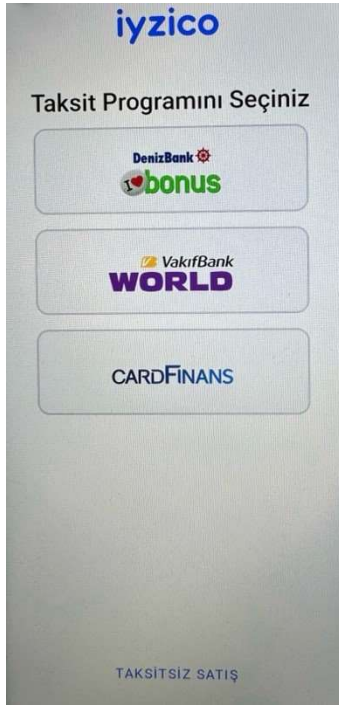 iyzico
Taksit Programını Seçiniz
DenizBank
I bonus
VakıfBank
WORLD
CARDFINANS
TAKSİTSİZ SATIŞ